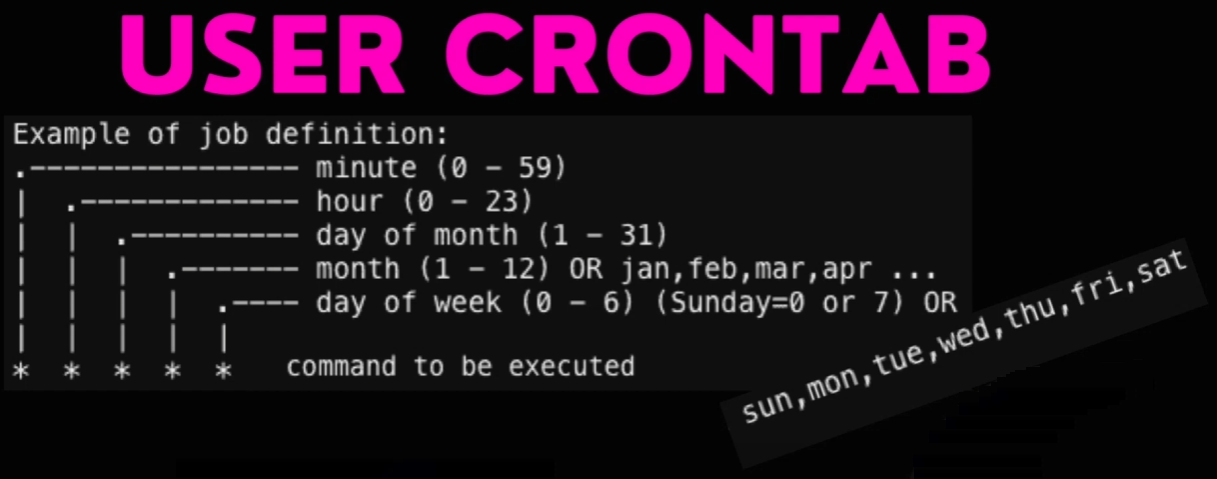 USER CRONTAB
Example of job definition:
.---------------- minute (0 - 59)
|  .------------- hour (0 - 23)
|  |  .---------- day of month (1 - 31)
|  |  |  .------- month (1 - 12) OR jan,feb,mar,apr ...
|  |  |  |  .---- day of week (0 - 6) (Sunday=0 or 7) OR
sun,mon,tue,wed,thu,fri,sat
|  |  |  |  |
*  *  *  *  *   command to be executed